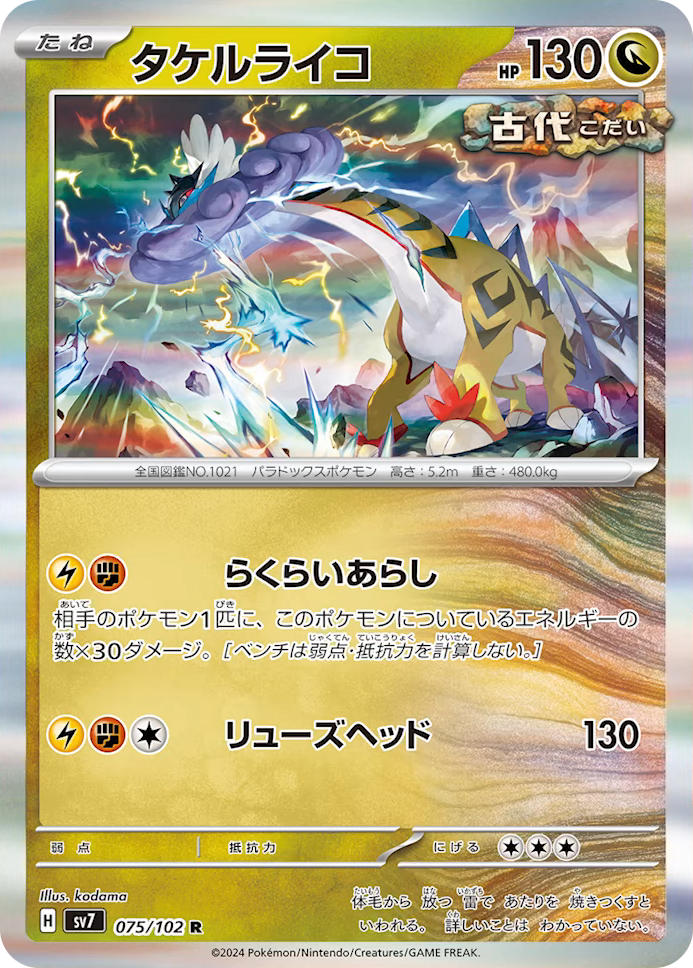 たね
タケルライコ
HP 130
古代 こだい
全国図鑑NO.1021 パラドックスポケモン 高さ:5.2m 重さ:480.0kg
らくらいあらし
相手のポケモン1匹に、このポケモンについているエネルギーの
数×30ダメージ。[ベンチは弱点・抵抗力を計算しない。]
リューズヘッド 130
弱点 抵抗力 にげる
Illus. kodama
体毛から 放つ 雷で あたりを 焼きつくすと
いわれる。詳しいことは わかっていない。
H sv7 075/102 R
©2024 Pokémon/Nintendo/Creatures/GAME FREAK.